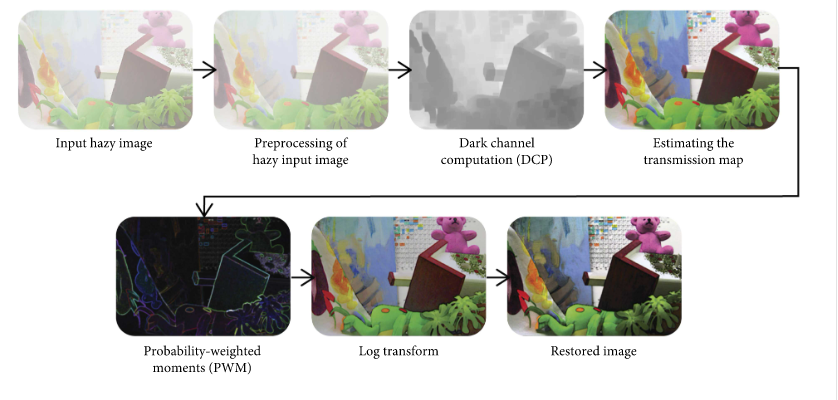 Input hazy image
Preprocessing of
hazy input image
Dark channel
computation (DCP)
Estimating the
transmission map
Probability-weighted
moments (PWM)
Log transform
Restored image